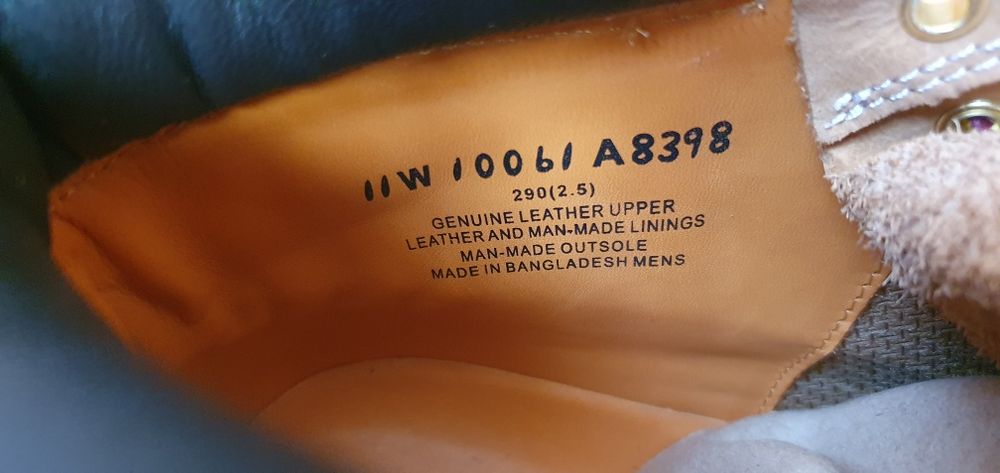 11W 10061 A8398
290(2.5)
GENUINE LEATHER UPPER
LEATHER AND MAN-MADE LININGS
MAN-MADE OUTSOLE
MADE IN BANGLADESH MENS